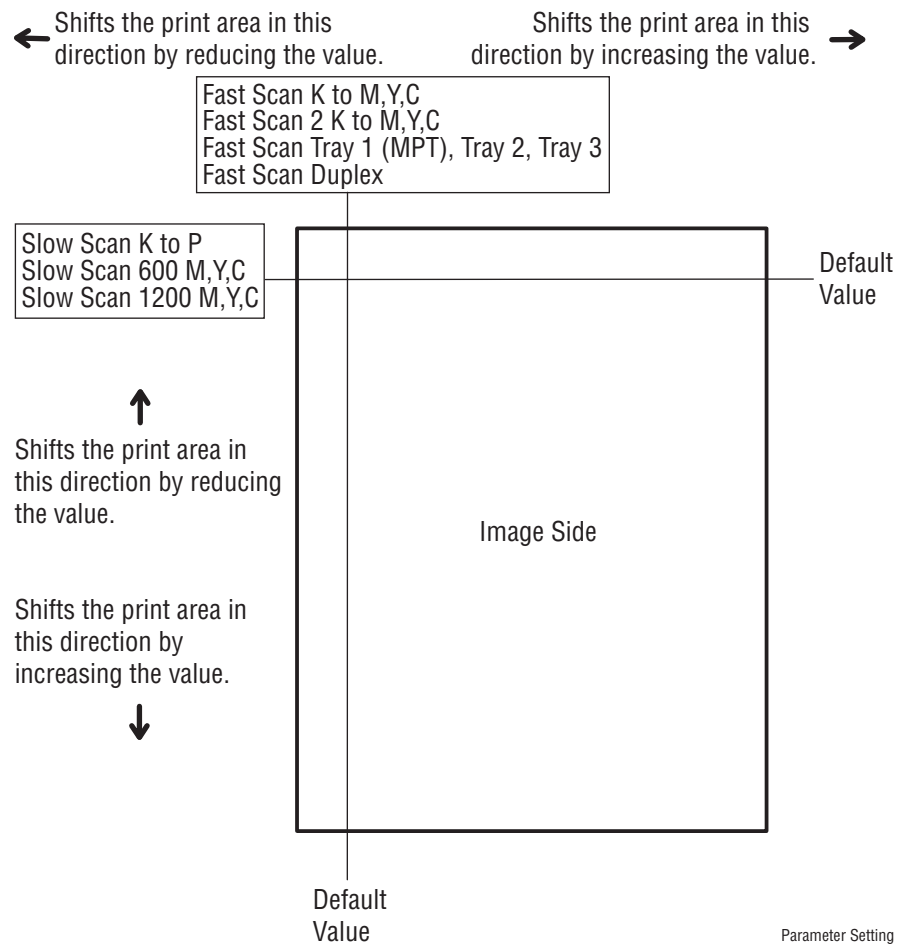 Shifts the print area in this
direction by reducing the value.
Shifts the print area in this
direction by increasing the value.
Fast Scan K to M,Y,C
Fast Scan 2 K to M,Y,C
Fast Scan Tray 1 (MPT), Tray 2, Tray 3
Fast Scan Duplex
Slow Scan K to P
Slow Scan 600 M,Y,C
Slow Scan 1200 M,Y,C
Default
Value
Shifts the print area in
this direction by reducing
the value.
Image Side
Shifts the print area in
this direction by
increasing the value.
Default
Value
Parameter Setting